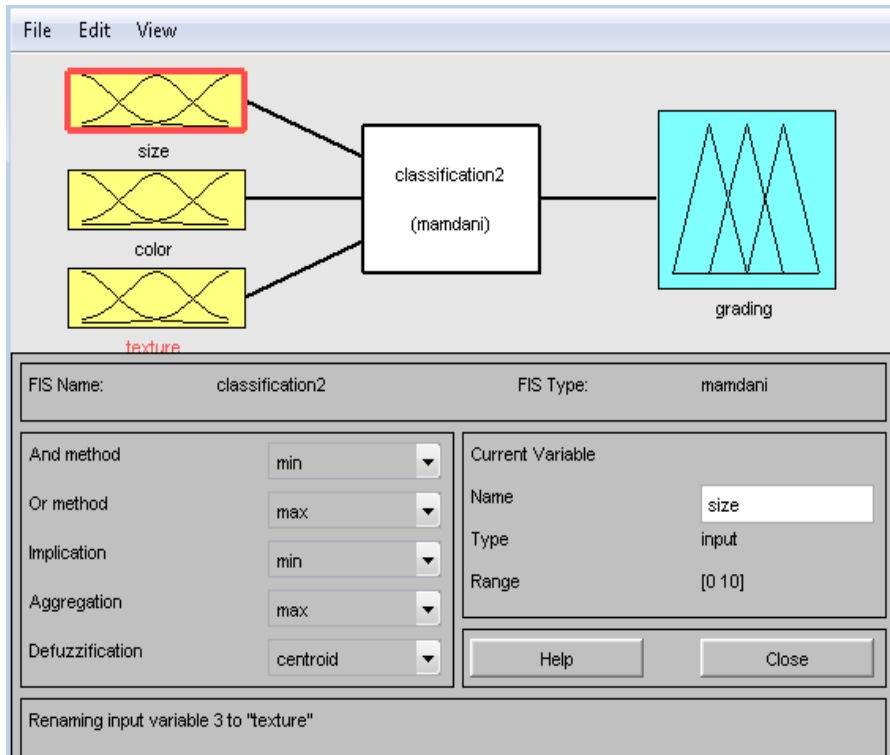 File Edit View
size
classification2
(mamdani)
color
grading
texture
FIS Name: classification2 FIS Type: mamdani
And method min
Or method max
Implication min
Aggregation max
Defuzzification centroid
Current Variable
Name size
Type input
Range [0 10]
Help Close
Renaming input variable 3 to "texture"